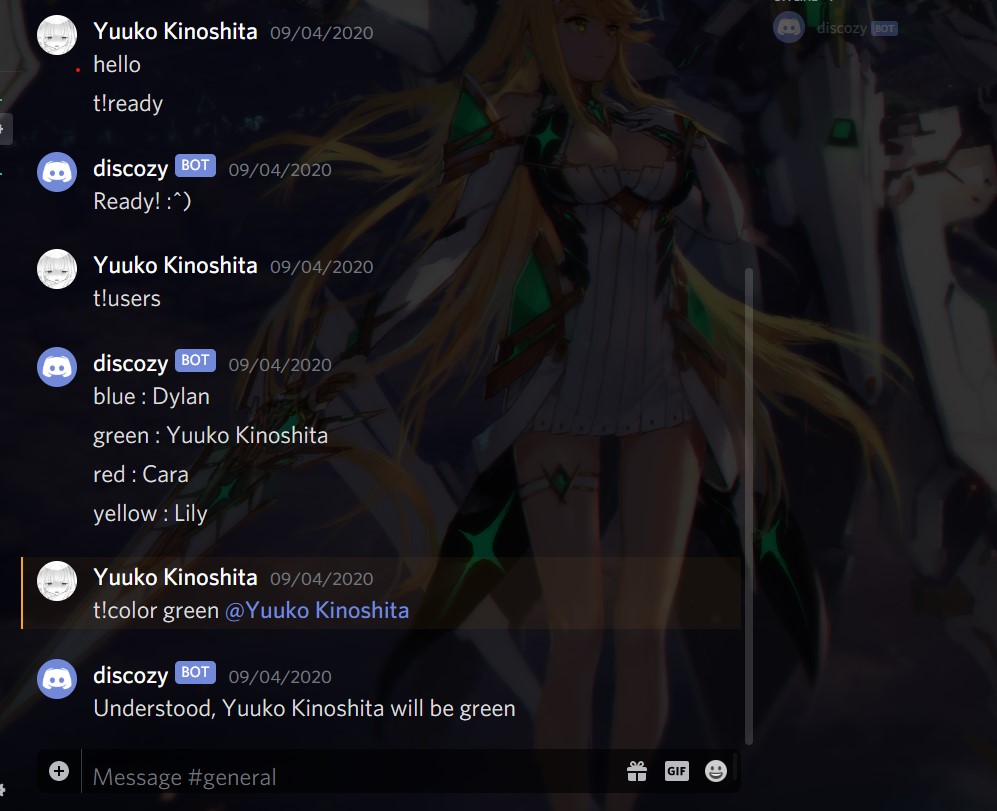 discozy BOT
Yuuko Kinoshita 09/04/2020
hello
t!ready
discozy BOT 09/04/2020
Ready! :^)
Yuuko Kinoshita 09/04/2020
t!users
discozy BOT 09/04/2020
blue : Dylan
green : Yuuko Kinoshita
red : Cara
yellow : Lily
Yuuko Kinoshita 09/04/2020
t!color green @Yuuko Kinoshita
discozy BOT 09/04/2020
Understood, Yuuko Kinoshita will be green
Message #general
GIF